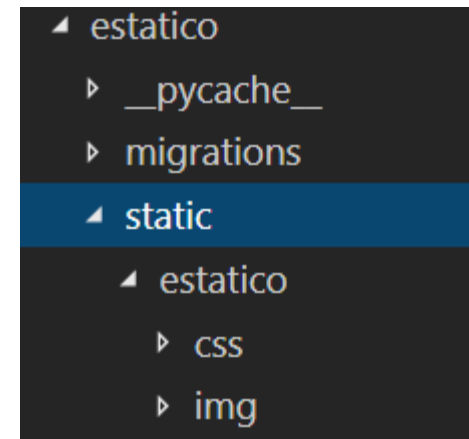 estatico
__pycache__
migrations
static
estatico
css
img